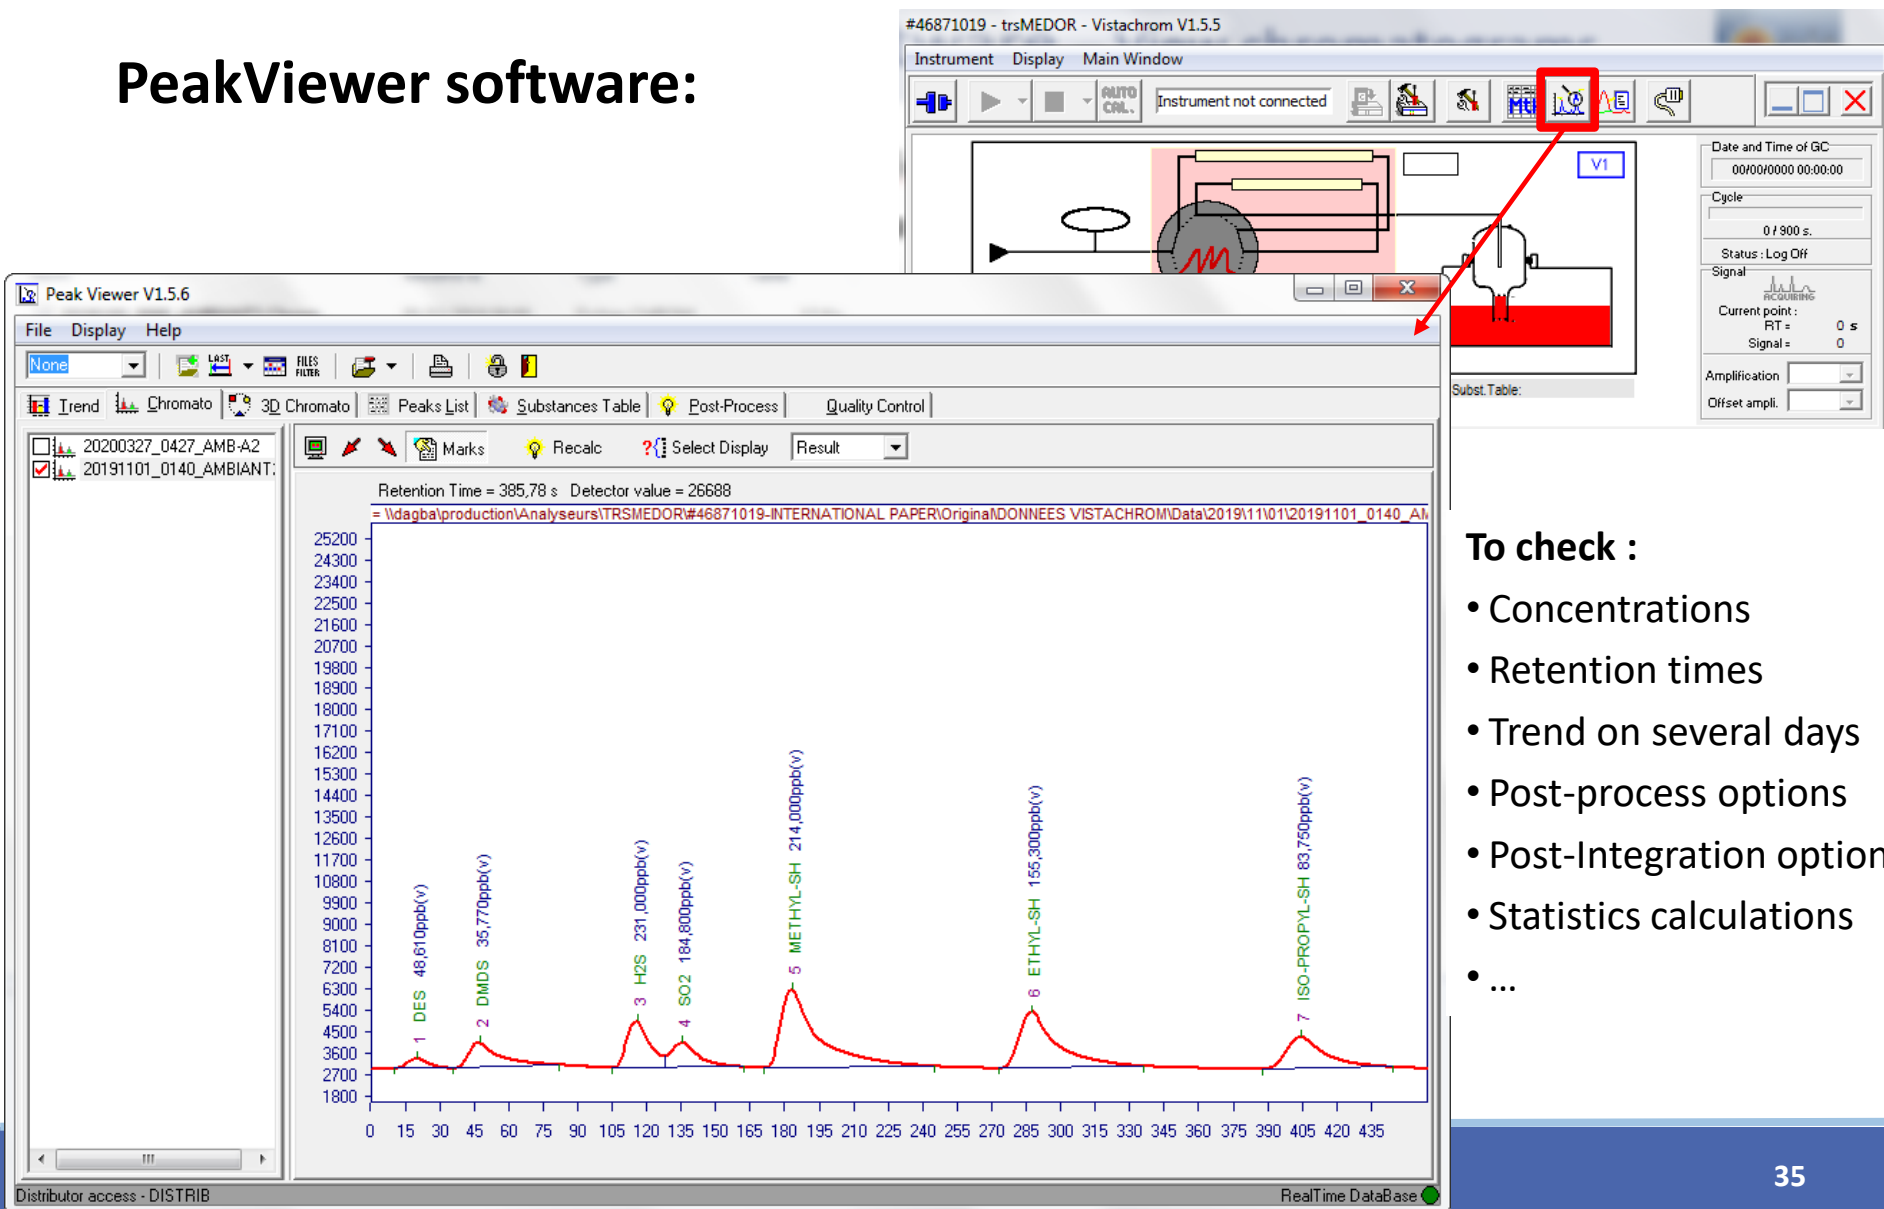 PeakViewer software:
#46871019 - trsMEDOR - Vistachrom V1.5.5
Instrument Display Main Window
AUTO CAL.. Instrument not connected
V1
Date and Time of GC
00/00/0000 00:00:00
Cycle
0 / 900 s.
Status : Log Off
Signal
ACQUIRING
Current point :
RT = 0 s
Signal = 0
Amplification
Offset ampli.
Subst.Table:
Peak Viewer V1.5.6
File Display Help
None LAST FILES FILTER
Trend Chromato 3D Chromato Peaks List Substances Table Post-Process Quality Control
20200327_0427_AMB-A2
20191101_0140_AMBIANT
Marks Recalc ?{ Select Display Result
Retention Time = 385,78 s Detector value = 26688
= \\dagba\production\Analyseurs\TRSMEDOR\#46871019-INTERNATIONAL PAPER\Original\DONNEES VISTACHROM\Data\2019\11\01\20191101_0140_AM
25200
24300
23400
22500
21600
20700
19800
18900
18000
17100
16200
15300
14400
13500
12600
11700
10800
9900
9000
8100
7200
6300
5400
4500
3600
2700
1800
1 DES 48,610ppb(v)
2 DMDS 35,770ppb(v)
3 H2S 231,000ppb(v)
4 SO2 184,800ppb(v)
5 METHYL-SH 214,000ppb(v)
6 ETHYL-SH 155,300ppb(v)
7 ISO-PROPYL-SH 83,750ppb(v)
0 15 30 45 60 75 90 105 120 135 150 165 180 195 210 225 240 255 270 285 300 315 330 345 360 375 390 405 420 435
Distributor access - DISTRIB
RealTime DataBase
To check :
• Concentrations
• Retention times
• Trend on several days
• Post-process options
• Post-Integration option
• Statistics calculations
• ...
35